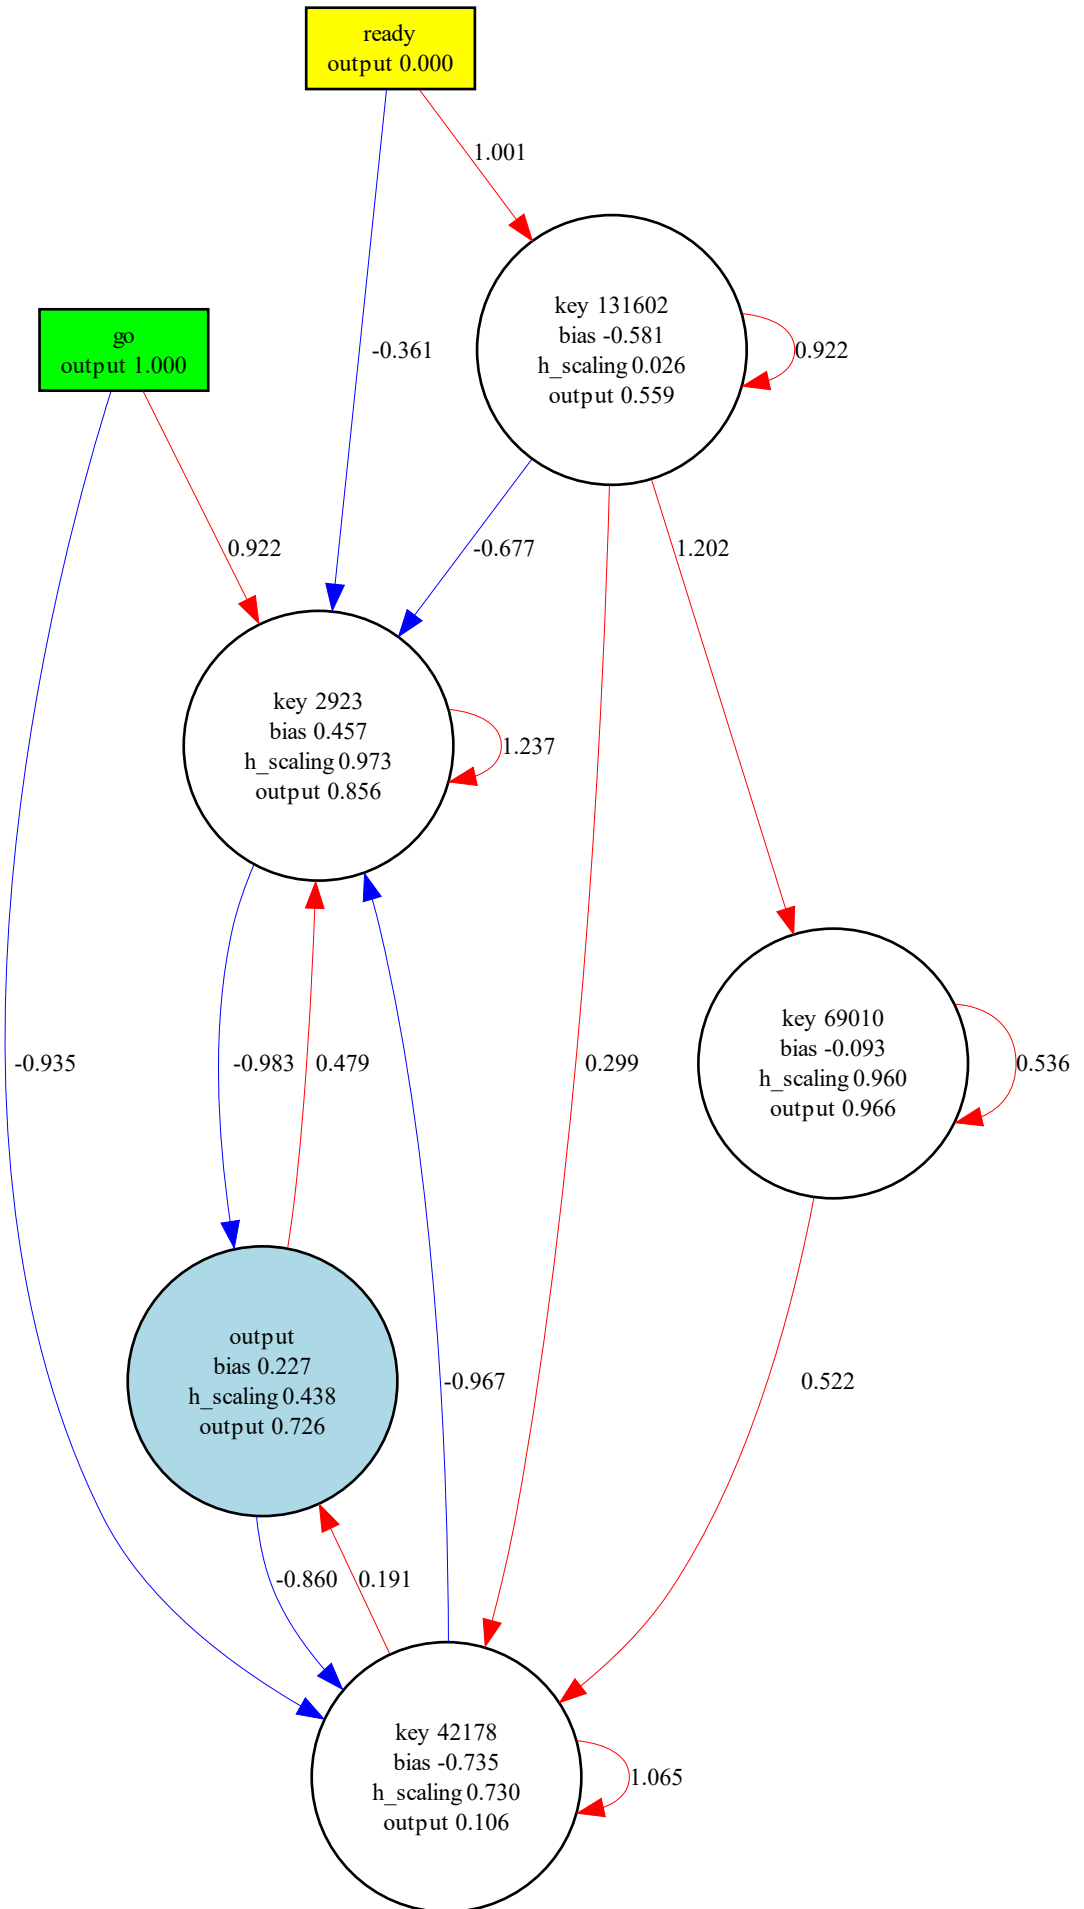 ready
output 0.000
1.001
key 131602
bias -0.581
h_scaling 0.026
output 0.559
0.922
go
output 1.000
-0.361
0.922
-0.677
1.202
key 2923
bias 0.457
h_scaling 0.973
output 0.856
1.237
key 69010
bias -0.093
h_scaling 0.960
output 0.966
0.536
-0.935
-0.983
0.479
0.299
output
bias 0.227
h_scaling 0.438
output 0.726
-0.967
0.522
-0.860
0.191
key 42178
bias -0.735
h_scaling 0.730
output 0.106
1.065